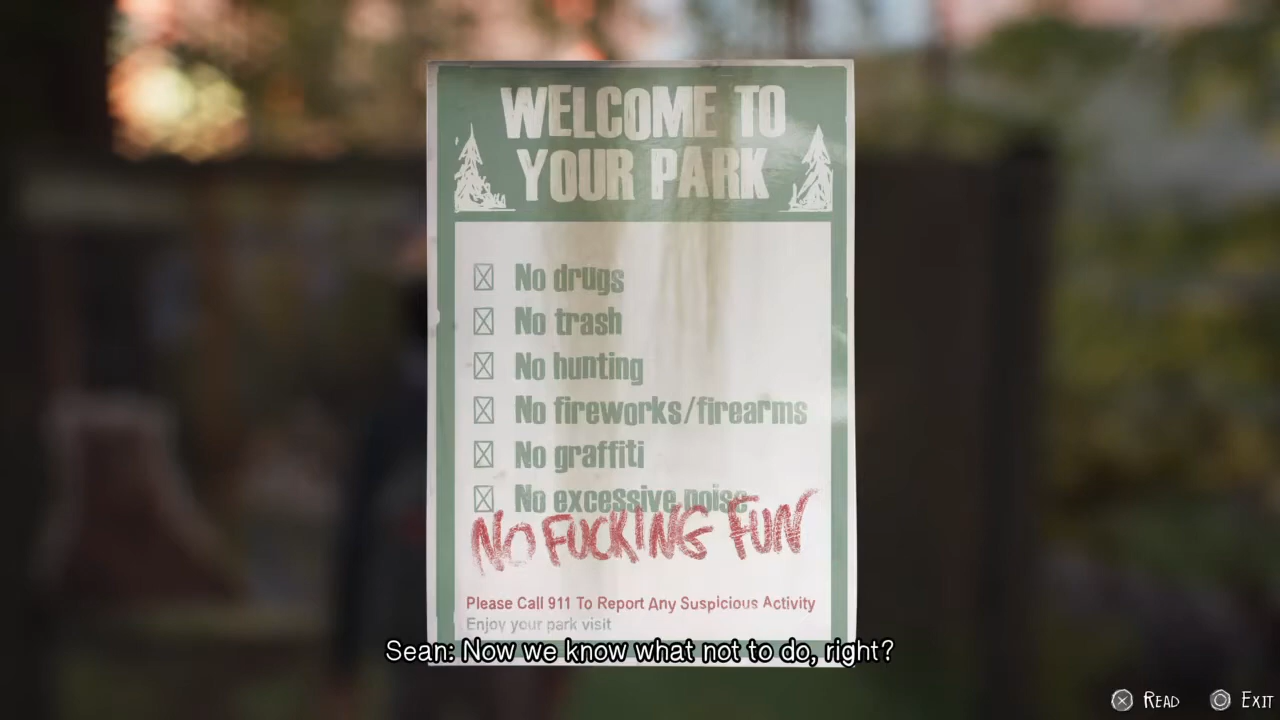 WELCOME TO
YOUR PARK
No drugs
No trash
No hunting
No fireworks/firearms
No graffiti
No excessive noise
NO FUCKING FUN
Please Call 911 To Report Any Suspicious Activity
Enjoy your park visit
Sean: Now we know what not to do, right?
READ EXIT